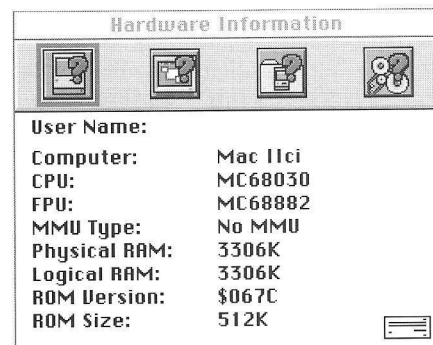 Hardware Information
User Name:
Computer: Mac IIci
CPU: MC68030
FPU: MC68882
MMU Type: No MMU
Physical RAM: 3306K
Logical RAM: 3306K
ROM Version: $067C
ROM Size: 512K